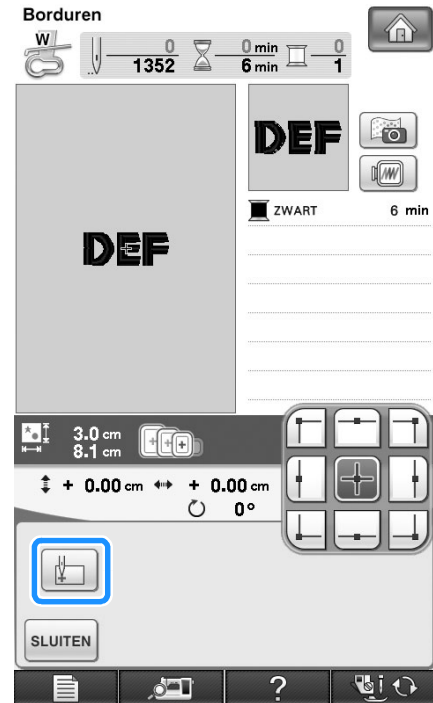 Borduren
W
0 0 min 0
1352 6 min 1
DEF
ZWART 6 min
DEF
3.0 cm
8.1 cm
+ 0.00 cm + 0.00 cm
0°
SLUITEN
?